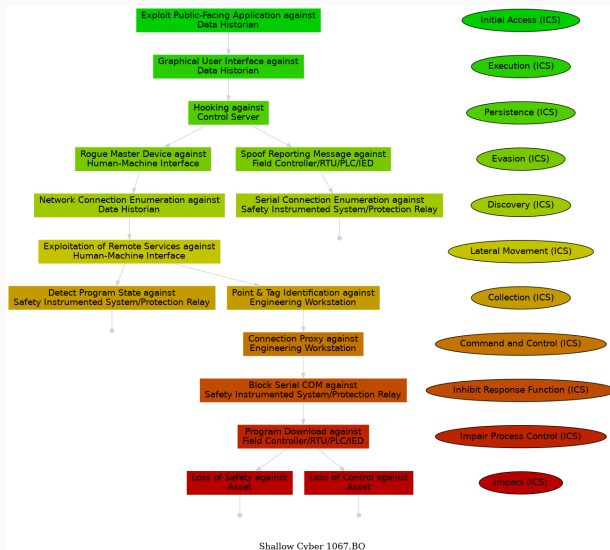 Exploit Public-Facing Application against
Data Historian
Initial Access (ICS)
Graphical User Interface against
Data Historian
Execution (ICS)
Hooking against
Control Server
Persistence (ICS)
Rogue Master Device against
Human-Machine Interface
Spoof Reporting Message against
Field Controller/RTU/PLC/IED
Evasion (ICS)
Network Connection Enumeration against
Data Historian
Serial Connection Enumeration against
Safety Instrumented System/Protection Relay
Discovery (ICS)
Exploitation of Remote Services against
Human-Machine Interface
Lateral Movement (ICS)
Detect Program State against
Safety Instrumented System/Protection Relay
Point & Tag Identification against
Engineering Workstation
Collection (ICS)
Connection Proxy against
Engineering Workstation
Command and Control (ICS)
Block Serial COM against
Safety Instrumented System/Protection Relay
Inhibit Response Function (ICS)
Program Download against
Field Controller/RTU/PLC/IED
Impair Process Control (ICS)
Loss of Safety against
Asset
Loss of Control against
Asset
Impact (ICS)
Shallow Cyber 1067.BO